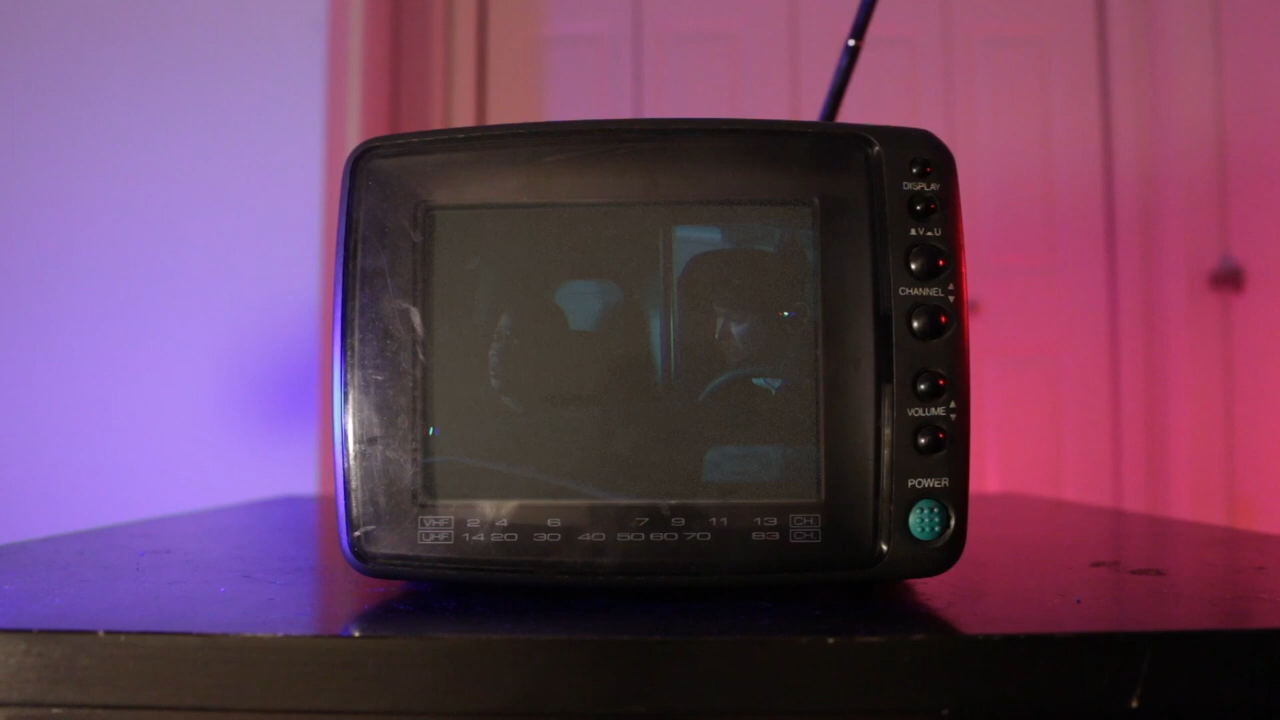 DISPLAY
V U
CHANNEL
VOLUME
POWER
VHF 2 4 6 7 9 11 13 CH.
UHF 14 20 30 40 50 60 70 83 CH.